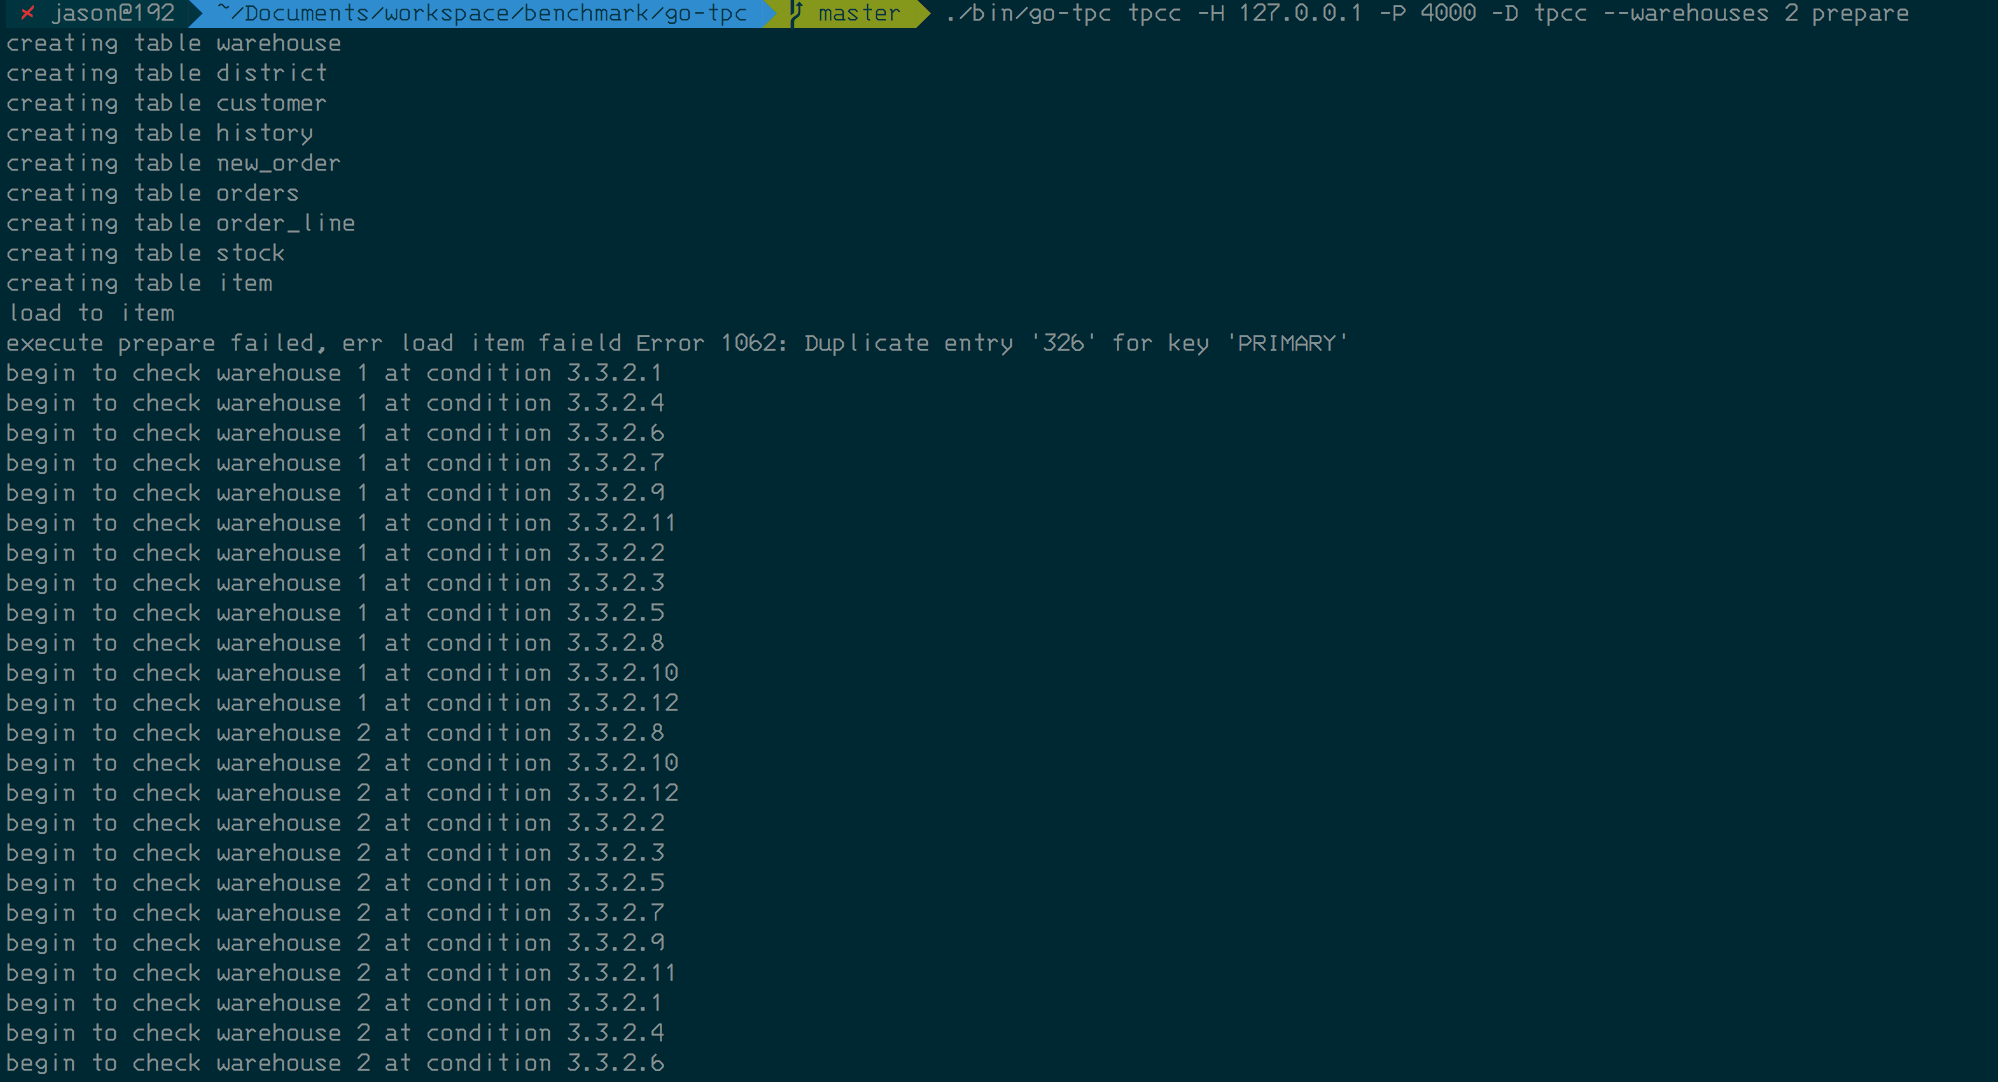 ✗ jason@192 ~/Documents/workspace/benchmark/go-tpc master ./bin/go-tpc tpcc -H 127.0.0.1 -P 4000 -D tpcc --warehouses 2 prepare
creating table warehouse
creating table district
creating table customer
creating table history
creating table new_order
creating table orders
creating table order_line
creating table stock
creating table item
load to item
execute prepare failed, err load item faield Error 1062: Duplicate entry '326' for key 'PRIMARY'
begin to check warehouse 1 at condition 3.3.2.1
begin to check warehouse 1 at condition 3.3.2.4
begin to check warehouse 1 at condition 3.3.2.6
begin to check warehouse 1 at condition 3.3.2.7
begin to check warehouse 1 at condition 3.3.2.9
begin to check warehouse 1 at condition 3.3.2.11
begin to check warehouse 1 at condition 3.3.2.2
begin to check warehouse 1 at condition 3.3.2.3
begin to check warehouse 1 at condition 3.3.2.5
begin to check warehouse 1 at condition 3.3.2.8
begin to check warehouse 1 at condition 3.3.2.10
begin to check warehouse 1 at condition 3.3.2.12
begin to check warehouse 2 at condition 3.3.2.8
begin to check warehouse 2 at condition 3.3.2.10
begin to check warehouse 2 at condition 3.3.2.12
begin to check warehouse 2 at condition 3.3.2.2
begin to check warehouse 2 at condition 3.3.2.3
begin to check warehouse 2 at condition 3.3.2.5
begin to check warehouse 2 at condition 3.3.2.7
begin to check warehouse 2 at condition 3.3.2.9
begin to check warehouse 2 at condition 3.3.2.11
begin to check warehouse 2 at condition 3.3.2.1
begin to check warehouse 2 at condition 3.3.2.4
begin to check warehouse 2 at condition 3.3.2.6